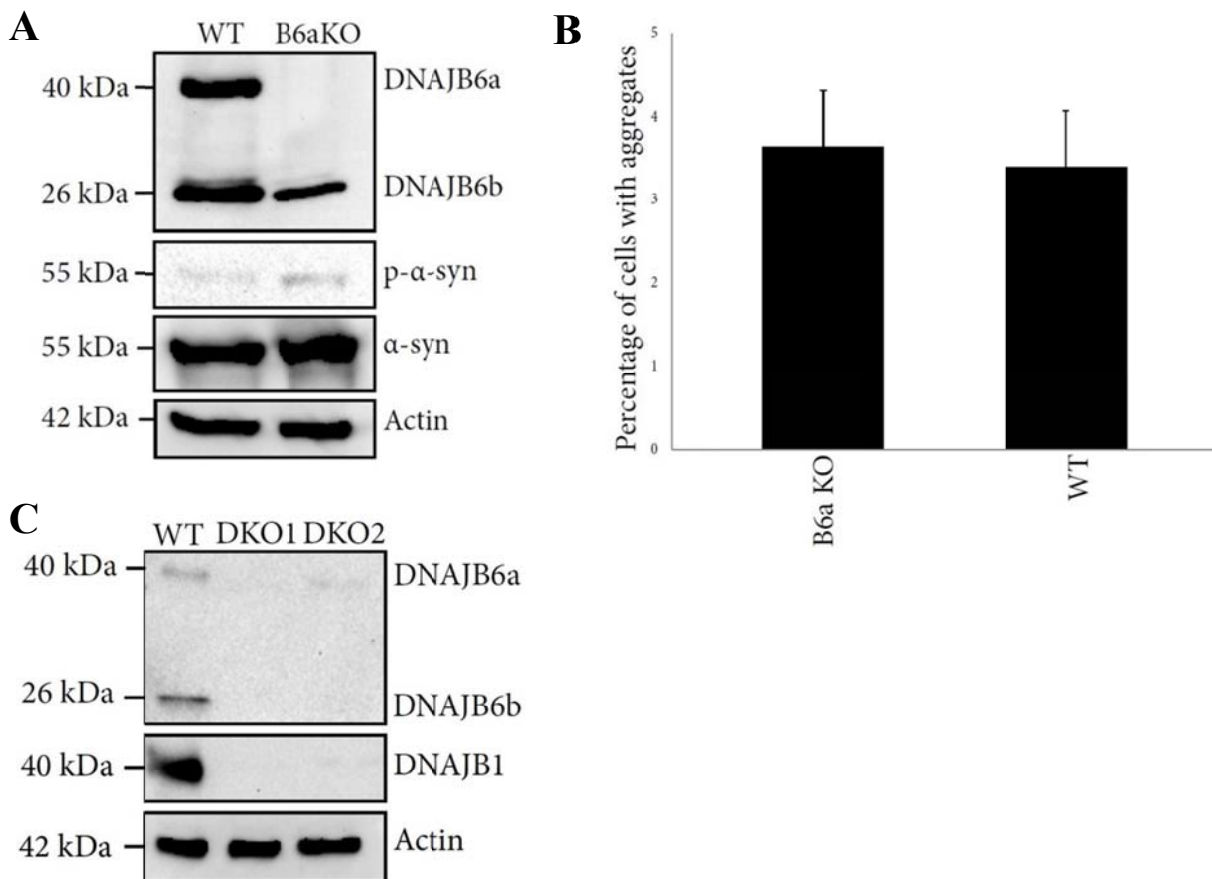 A
WT B6aKO
40 kDa DNAJB6a
26 kDa DNAJB6b
55 kDa p-α-syn
55 kDa α-syn
42 kDa Actin
B
Percentage of cells with aggregates
5
4
3
2
1
0
B6a KO
WT
C
WT DKO1 DKO2
40 kDa DNAJB6a
26 kDa DNAJB6b
40 kDa DNAJB1
42 kDa Actin